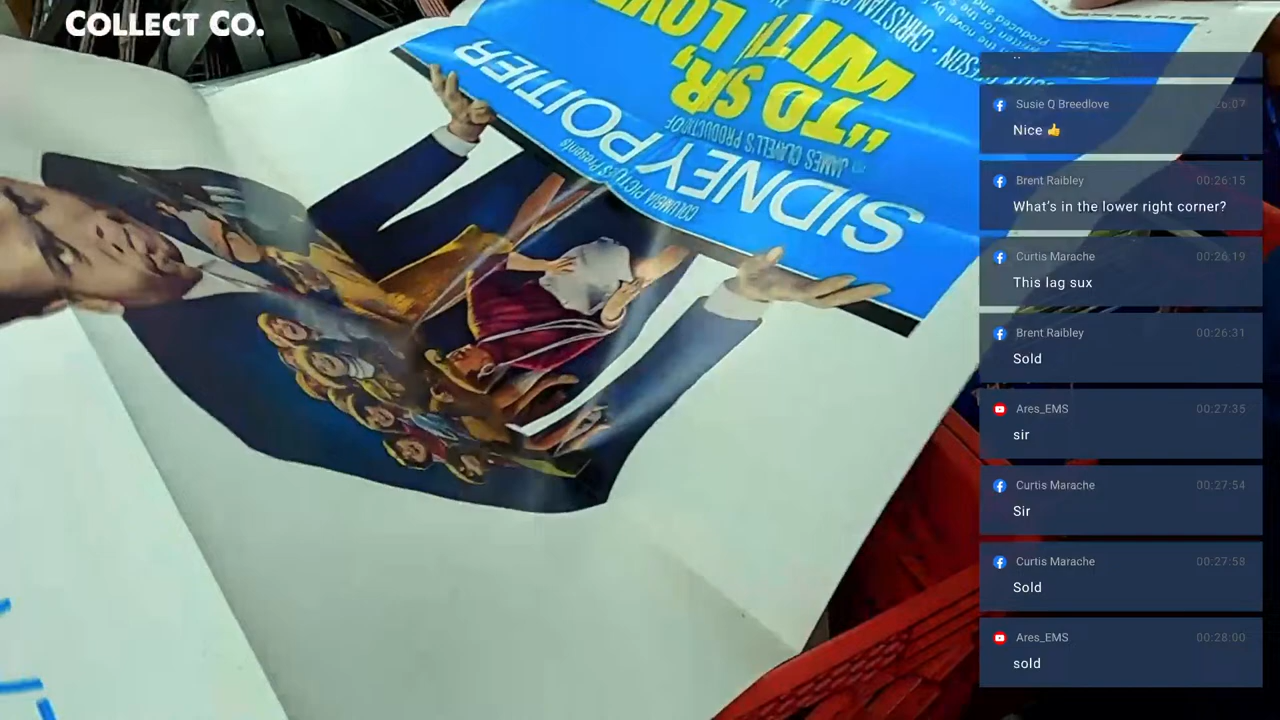 COLLECT CO.
SIDNEY POITIER
COLUMBIA PICTURES Presents
in JAMES CLAVELL'S PRODUCTION OF
"TO SIR,
WITH LOVE"
Susie Q Breedlove
Nice 👍
Brent Raibley 00:26:15
What's in the lower right corner?
Curtis Marache 00:26:19
This lag sux
Brent Raibley 00:26:31
Sold
Ares_EMS 00:27:35
sir
Curtis Marache 00:27:54
Sir
Curtis Marache 00:27:58
Sold
Ares_EMS 00:28:00
sold